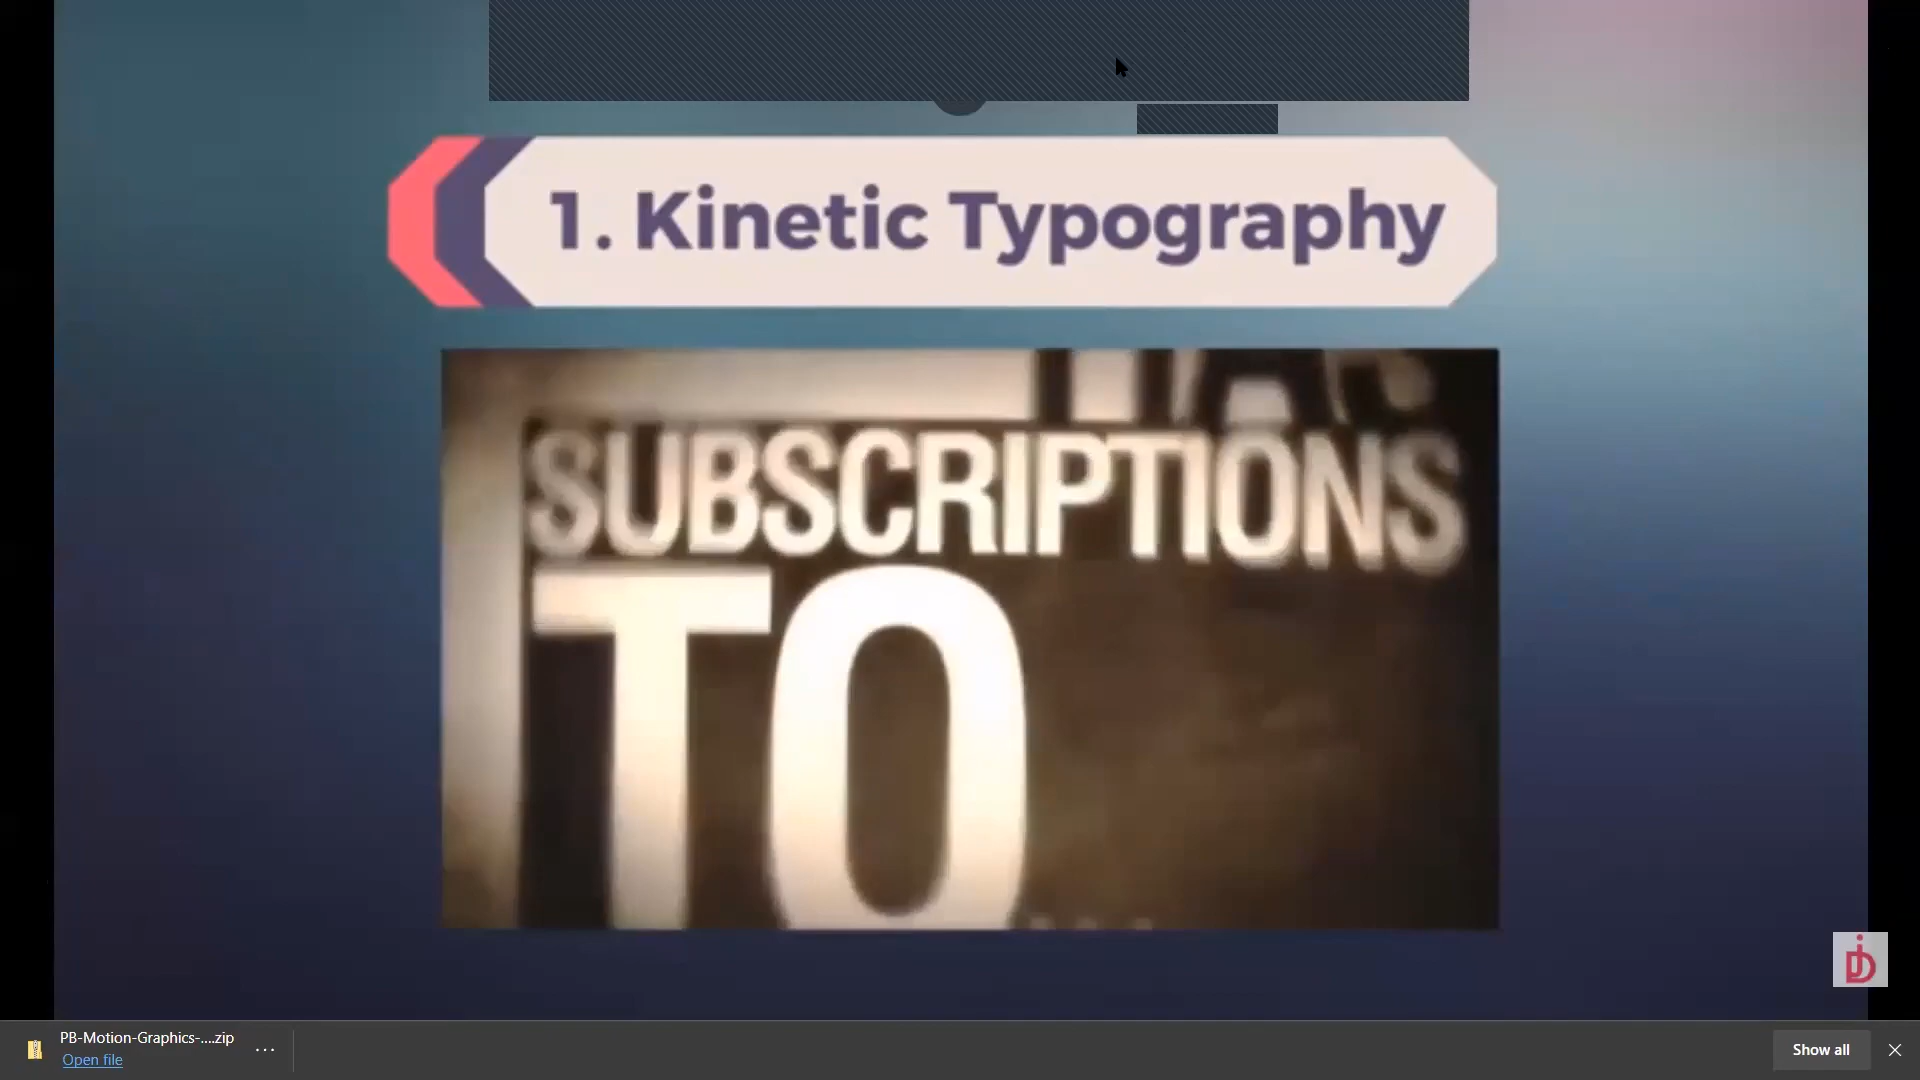 1. Kinetic Typography
SUBSCRIPTIONS
TO
PB-Motion-Graphics-....zip
Open file
Show all